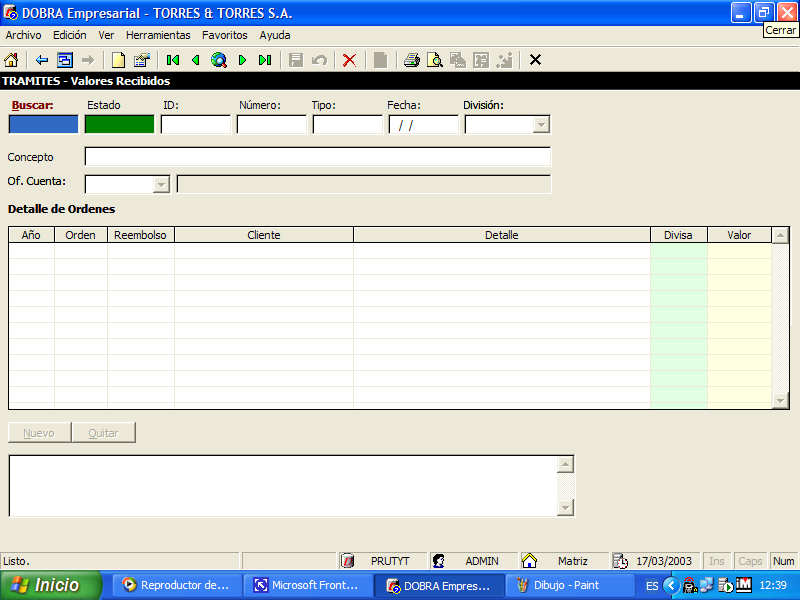 DOBRA Empresarial - TORRES & TORRES S.A.
Archivo Edición Ver Herramientas Favoritos Ayuda
Cerrar
TRAMITES - Valores Recibidos
Buscar: Estado ID: Número: Tipo: Fecha: División:
/ /
Concepto
Of. Cuenta:
Detalle de Ordenes
Año Orden Reembolso Cliente Detalle Divisa Valor
Nuevo Quitar
Listo. PRUTYT ADMIN Matriz 17/03/2003 Ins Caps Num
Inicio Reproductor de... Microsoft Front... DOBRA Empres... Dibujo - Paint ES 12:39